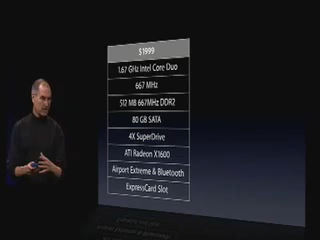 $1999
1.67 GHz Intel Core Duo
667 MHz
512 MB 667MHz DDR2
80 GB SATA
4X SuperDrive
ATI Radeon X1600
Airport Extreme & Bluetooth
ExpressCard Slot